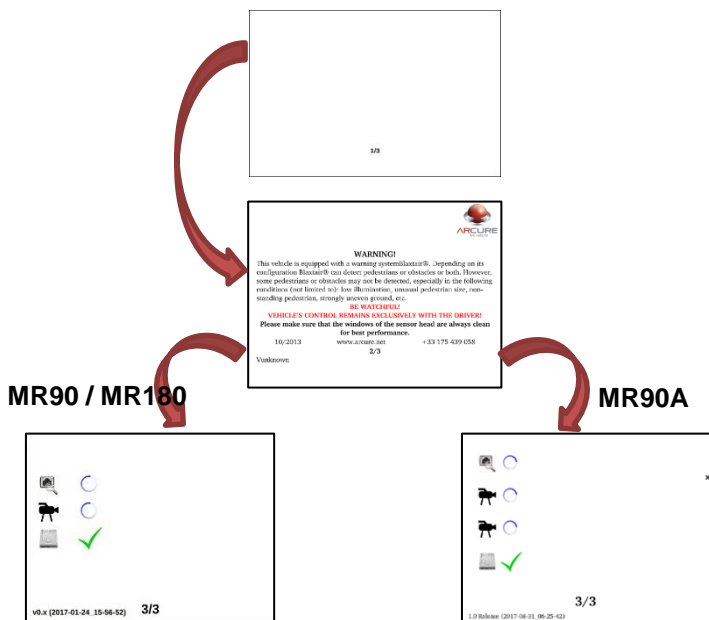 1/3
ARCURE
WARNING!
This vehicle is equipped with a warning systemBlaxtair®. Depending on its
configuration Blaxtair® can detect pedestrians or obstacles or both. However,
some pedestrians or obstacles may not be detected, especially in the following
conditions (not limited to): low illumination, unusual pedestrian size, non-
standing pedestrian, strongly uneven ground, etc.
BE WATCHFUL!
VEHICLE'S CONTROL REMAINS EXCLUSIVELY WITH THE DRIVER!
Please make sure that the windows of the sensor head are always clean
for best performance.
10/2013 www.arcure.net +33 175 439 058
2/3
Vunknown
MR90 / MR180
MR90A
v0.x (2017-01-24_15-56-52) 3/3
x
3/3
1.0 Release (2017-08-31_06-25-42)